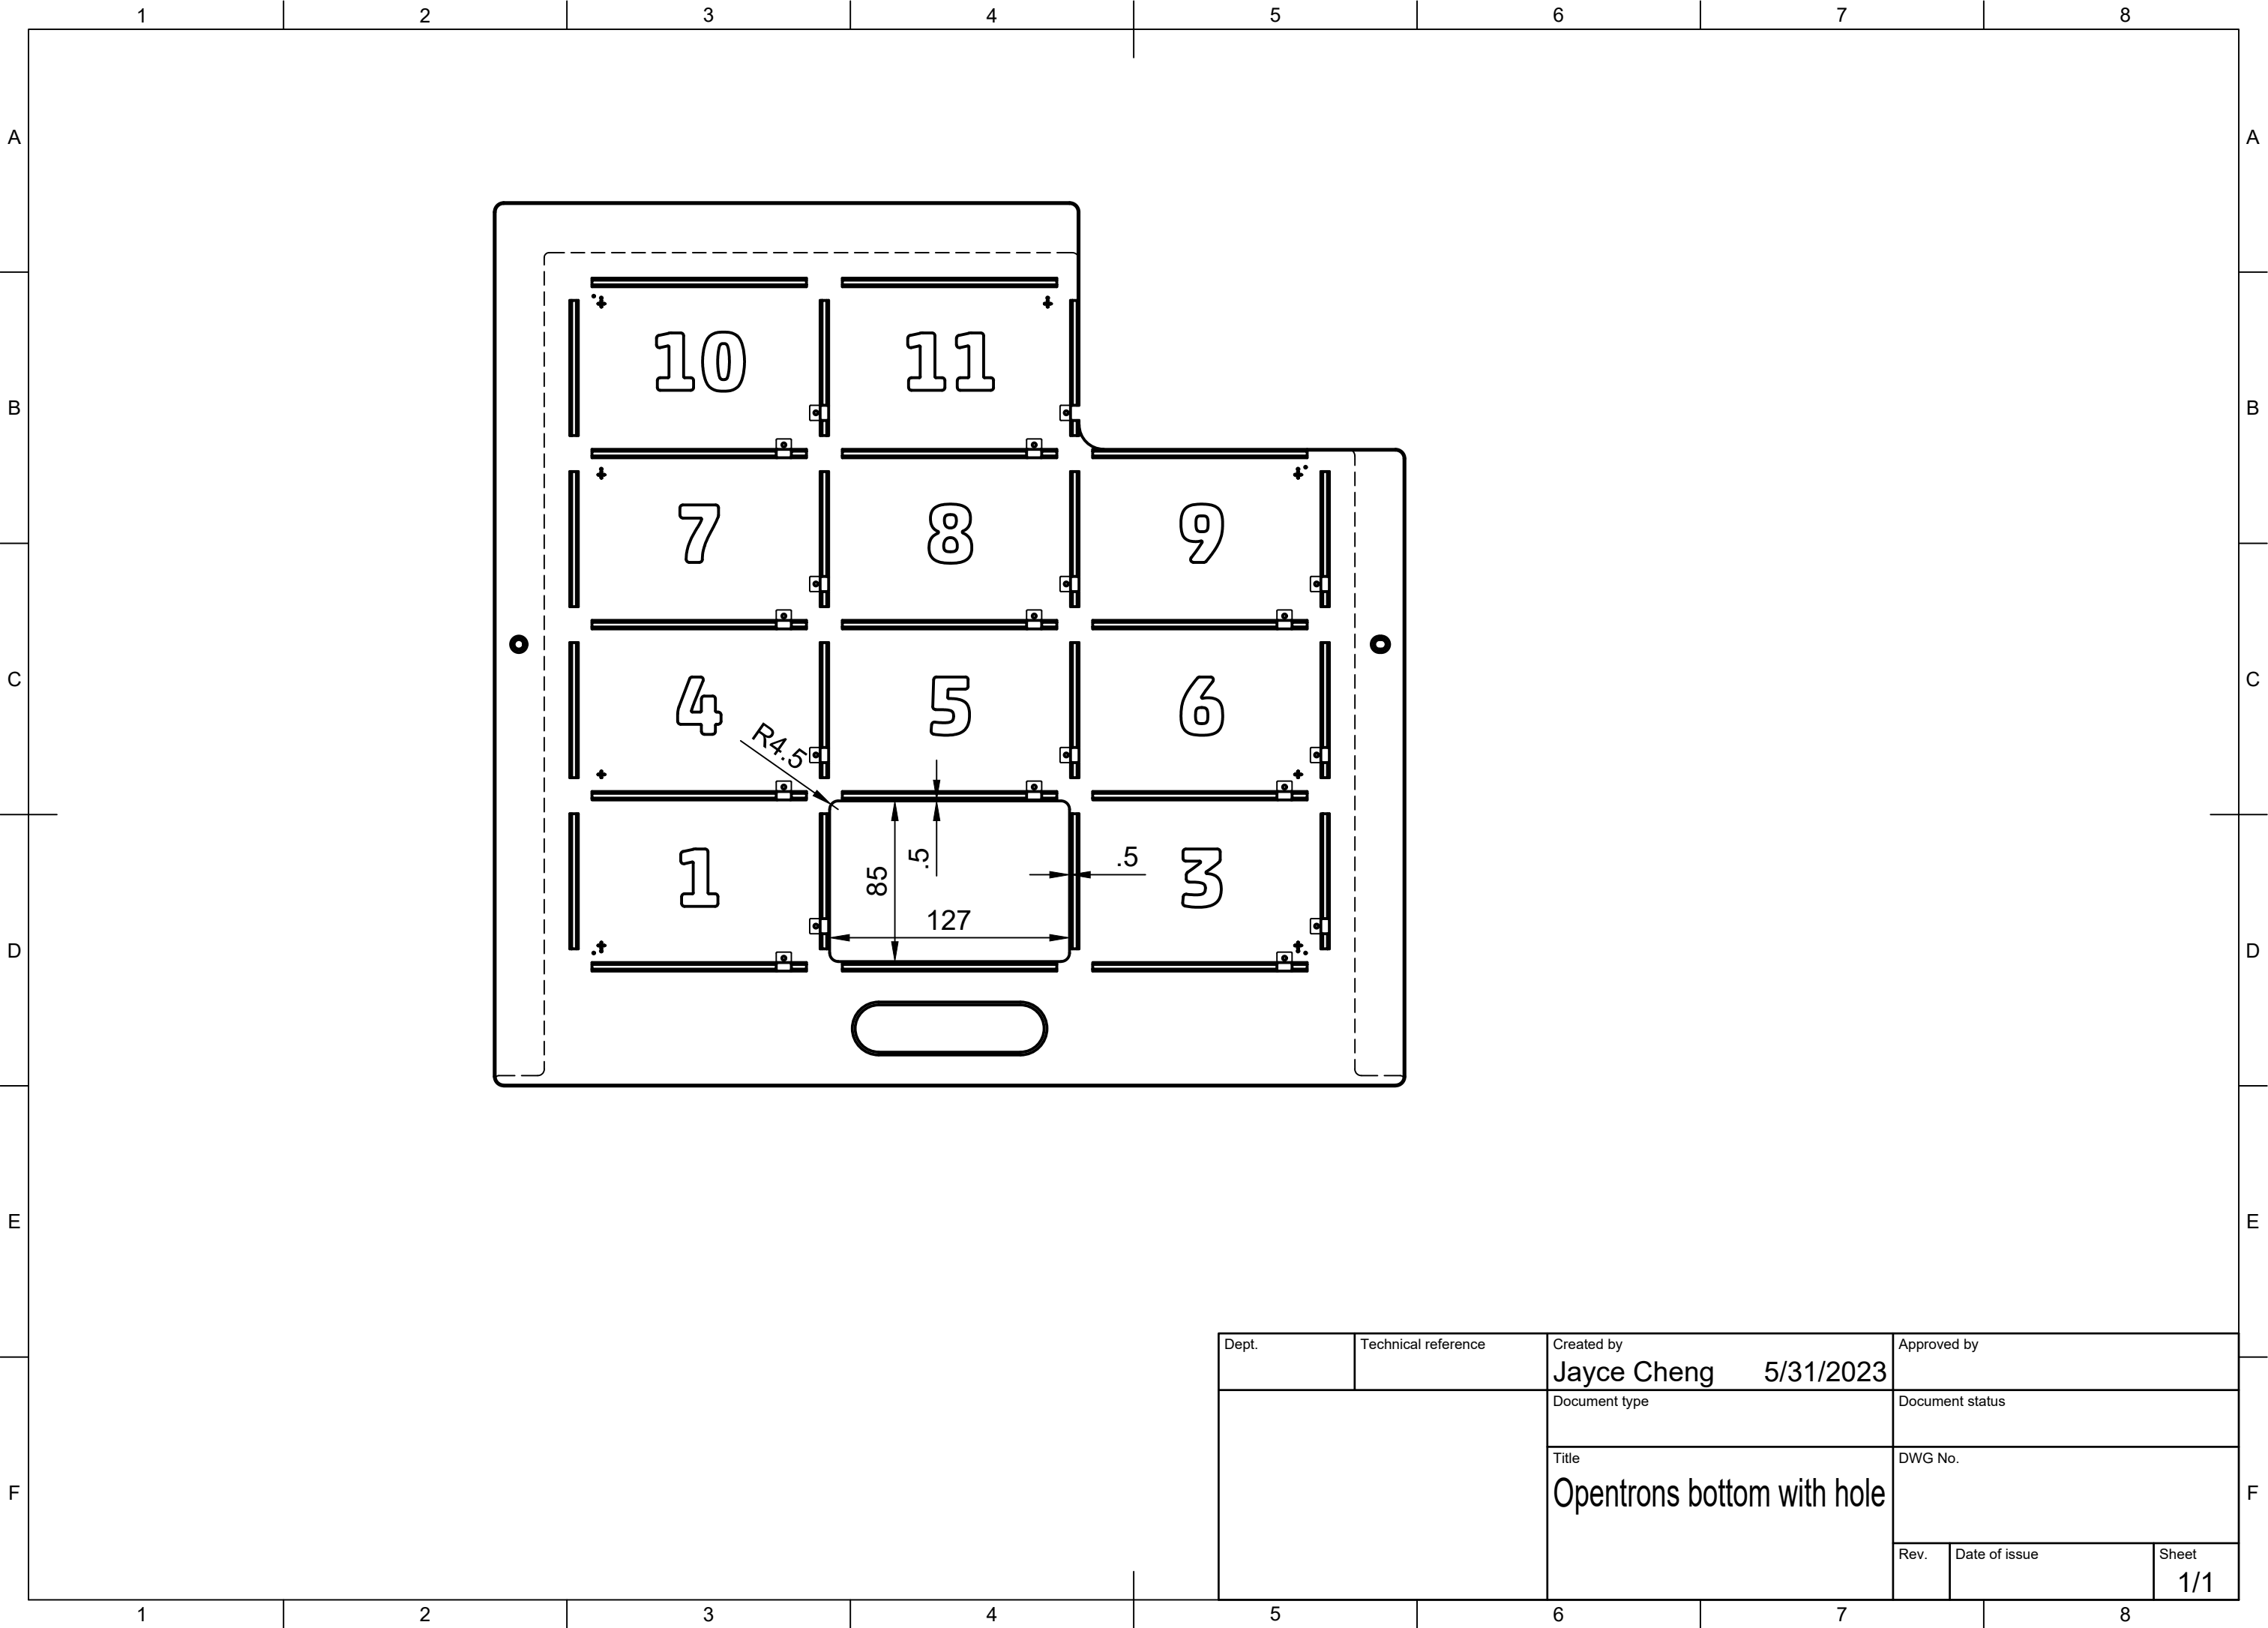 1 2 3 4 5 6 7 8
A A
B B
C C
D D
E E
F F
10 11
7 8 9
4 5 6
R4.5
1 3
85
.5
.5
127
Dept.
Technical reference
Created by
Jayce Cheng 5/31/2023
Approved by
Document type
Document status
Title
Opentrons bottom with hole
DWG No.
Rev.
Date of issue
Sheet
1/1
1 2 3 4 5 6 7 8